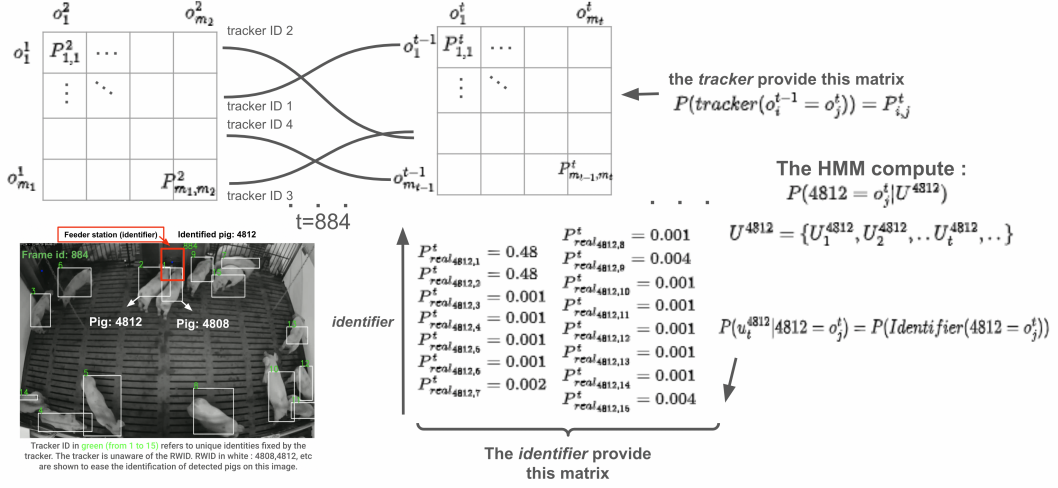 o_1^2 o_{m_2}^2
o_1^1 P_{1,1}^2 ...
o_{m_1}^1 P_{m_1,m_2}^2
tracker ID 2
tracker ID 1
tracker ID 4
tracker ID 3
o_1^t o_{m_t}^t
o_1^{t-1} P_{1,1}^t ...
o_{m_{t-1}}^{t-1} P_{m_{t-1},m_t}^t
the tracker provide this matrix
P(tracker(o_i^{t-1} = o_j^t)) = P_{i,j}^t
. . .
t=884
. . .
The HMM compute :
P(4812 = o_j^t|U^{4812})
U^{4812} = {U_1^{4812}, U_2^{4812}, . . U_t^{4812}, . . }
P(u_t^{4812}|4812 = o_j^t) = P(Identifier(4812 = o_j^t))
Feeder station (identifier)
Identified pig: 4812
Frame id: 884
884
Pig: 4812
Pig: 4808
Tracker ID in green (from 1 to 15) refers to unique identities fixed by the
tracker. The tracker is unaware of the RWID. RWID in white : 4808,4812, etc
are shown to ease the identification of detected pigs on this image.
identifier
P_{real_{4812,1}}^t = 0.48
P_{real_{4812,2}}^t = 0.48
P_{real_{4812,3}}^t = 0.001
P_{real_{4812,4}}^t = 0.001
P_{real_{4812,5}}^t = 0.001
P_{real_{4812,6}}^t = 0.001
P_{real_{4812,7}}^t = 0.002
P_{real_{4812,8}}^t = 0.001
P_{real_{4812,9}}^t = 0.004
P_{real_{4812,10}}^t = 0.001
P_{real_{4812,11}}^t = 0.001
P_{real_{4812,12}}^t = 0.001
P_{real_{4812,13}}^t = 0.001
P_{real_{4812,14}}^t = 0.001
P_{real_{4812,15}}^t = 0.004
The identifier provide
this matrix